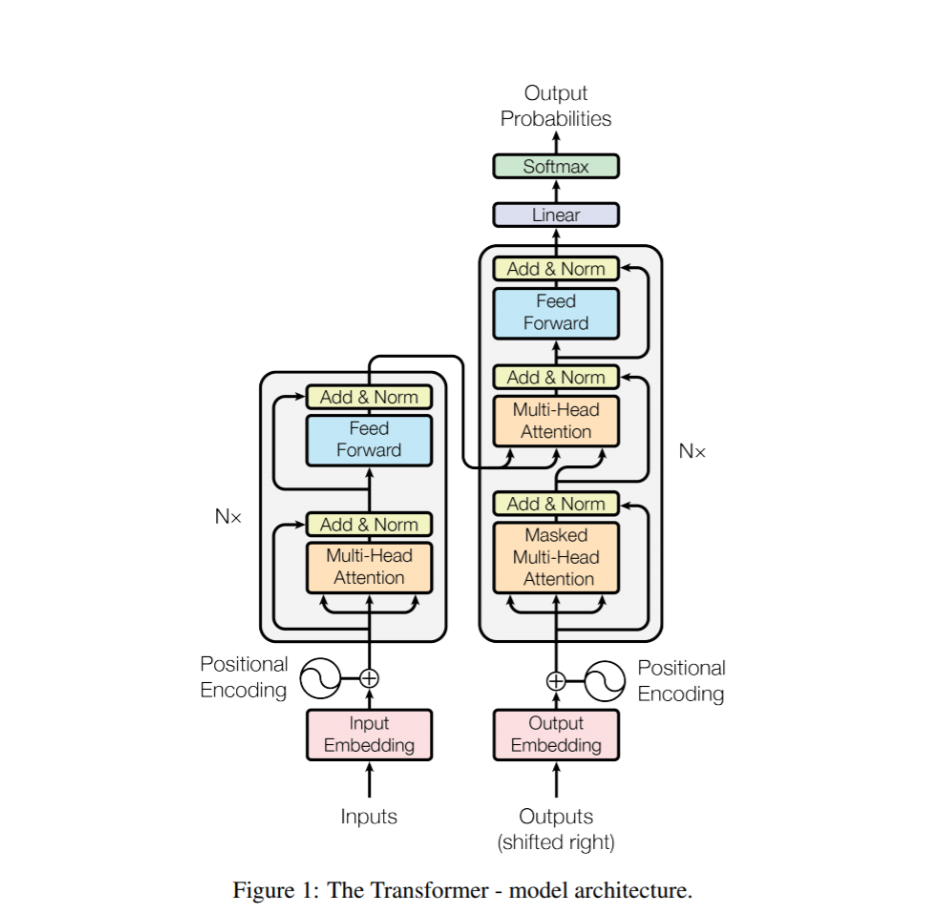 Output
Probabilities
Softmax
Linear
Add & Norm
Feed
Forward
Add & Norm
Multi-Head
Attention
Add & Norm
Masked
Multi-Head
Attention
N×
Add & Norm
Feed
Forward
Add & Norm
Multi-Head
Attention
N×
Positional
Encoding
Positional
Encoding
Input
Embedding
Output
Embedding
Inputs
Outputs
(shifted right)
Figure 1: The Transformer - model architecture.